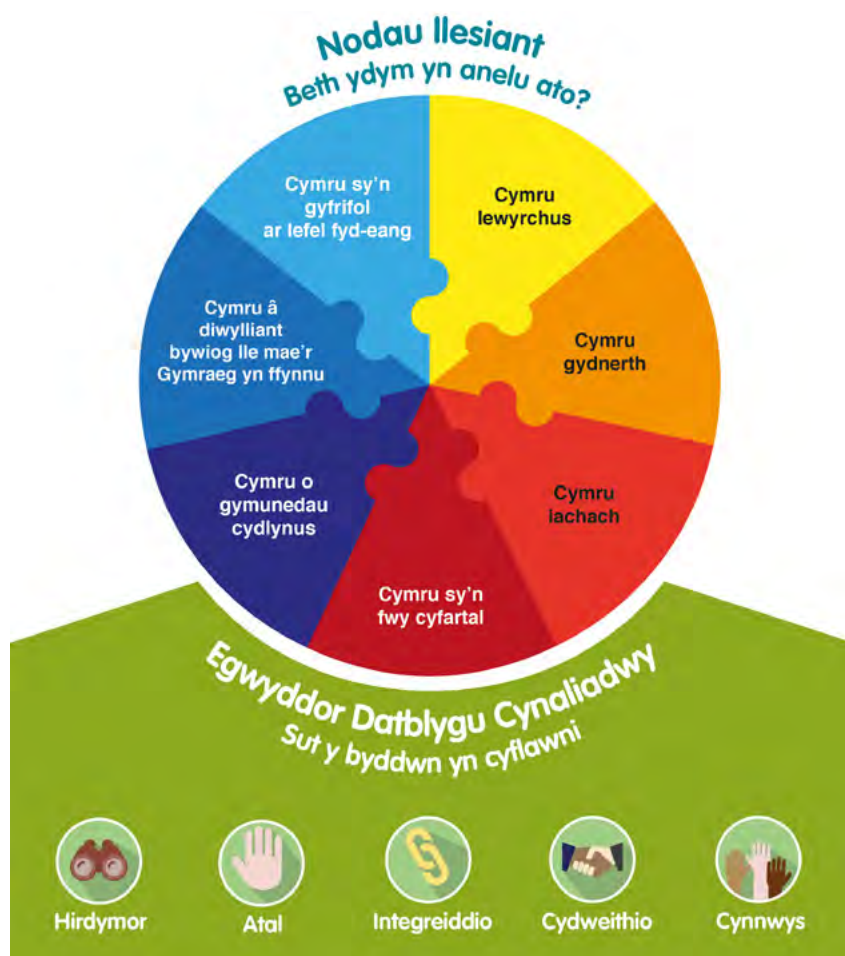 Nodau llesiant
Beth ydym yn anelu ato?
Cymru sy'n
gyfrifol
ar lefel fyd-eang
Cymru
lewyrchus
Cymru â
diwylliant
bywiog lle mae'r
Gymraeg yn ffynnu
Cymru
gydnerth
Cymru o
gymunedau
cydlynus
Cymru
iachach
Cymru sy'n
fwy cyfartal
Egwyddor Datblygu Cynaliadwy
Sut y byddwn yn cyflawni
Hirdymor
Atal
Integreiddio
Cydweithio
Cynnwys